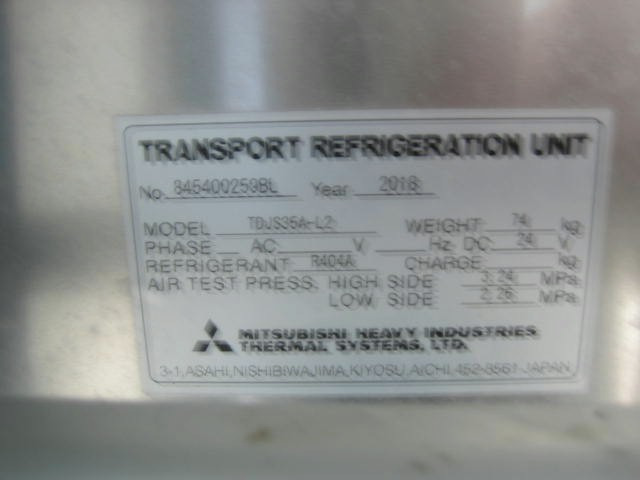 TRANSPORT REFRIGERATION UNIT
No. 845400259BL Year 2018
MODEL TDJS35A-L2 WEIGHT 74 kg
PHASE AC V Hz DC 24 V
REFRIGERANT R404A CHARGE kg
AIR TEST PRESS. HIGH SIDE 3.24 MPa
LOW SIDE 2.26 MPa
MITSUBISHI HEAVY INDUSTRIES
THERMAL SYSTEMS, LTD.
3-1,ASAHI,NISHIBIWAJIMA,KIYOSU,AICHI,452-8561-JAPAN